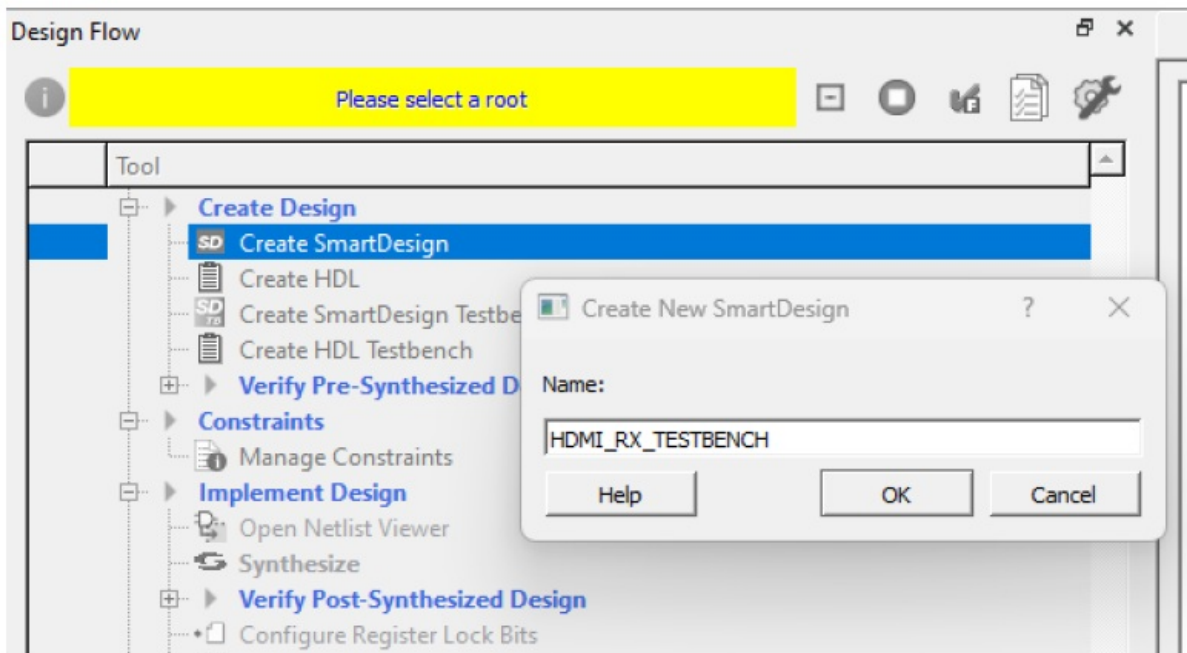 Design Flow
Please select a root
Tool
Create Design
SD Create SmartDesign
Create HDL
SD Create SmartDesign Testbe
Create HDL Testbench
Verify Pre-Synthesized D
Constraints
Manage Constraints
Implement Design
Open Netlist Viewer
Synthesize
Verify Post-Synthesized Design
Configure Register Lock Bits
Create New SmartDesign
Name:
HDMI_RX_TESTBENCH
Help OK Cancel